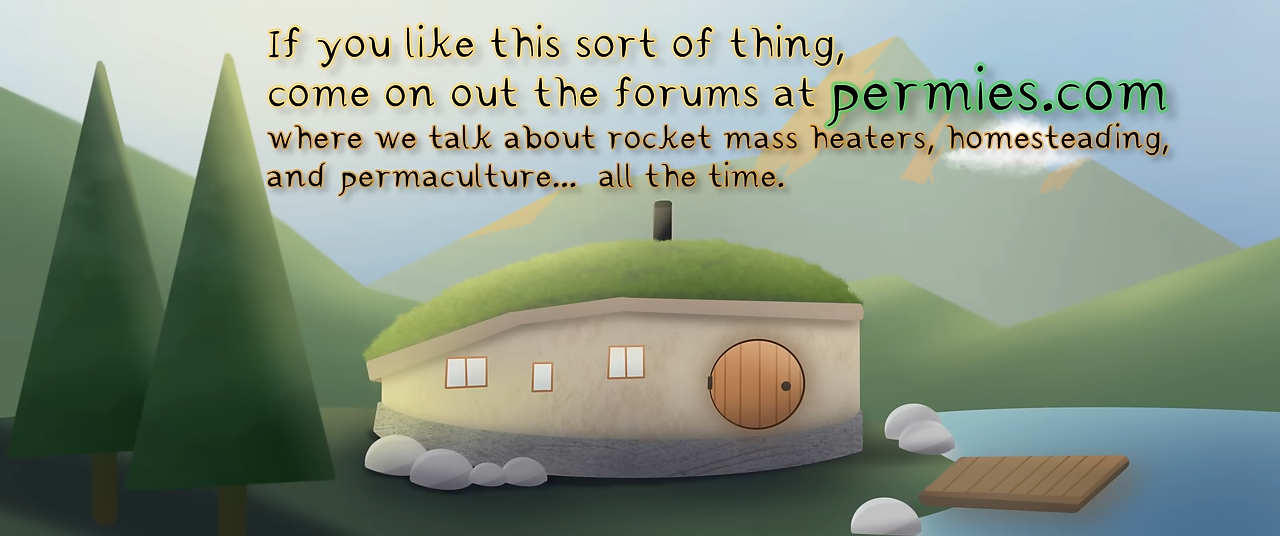 If you like this sort of thing,
come on out the forums at permies.com
where we talk about rocket mass heaters, homesteading,
and permaculture... all the time.